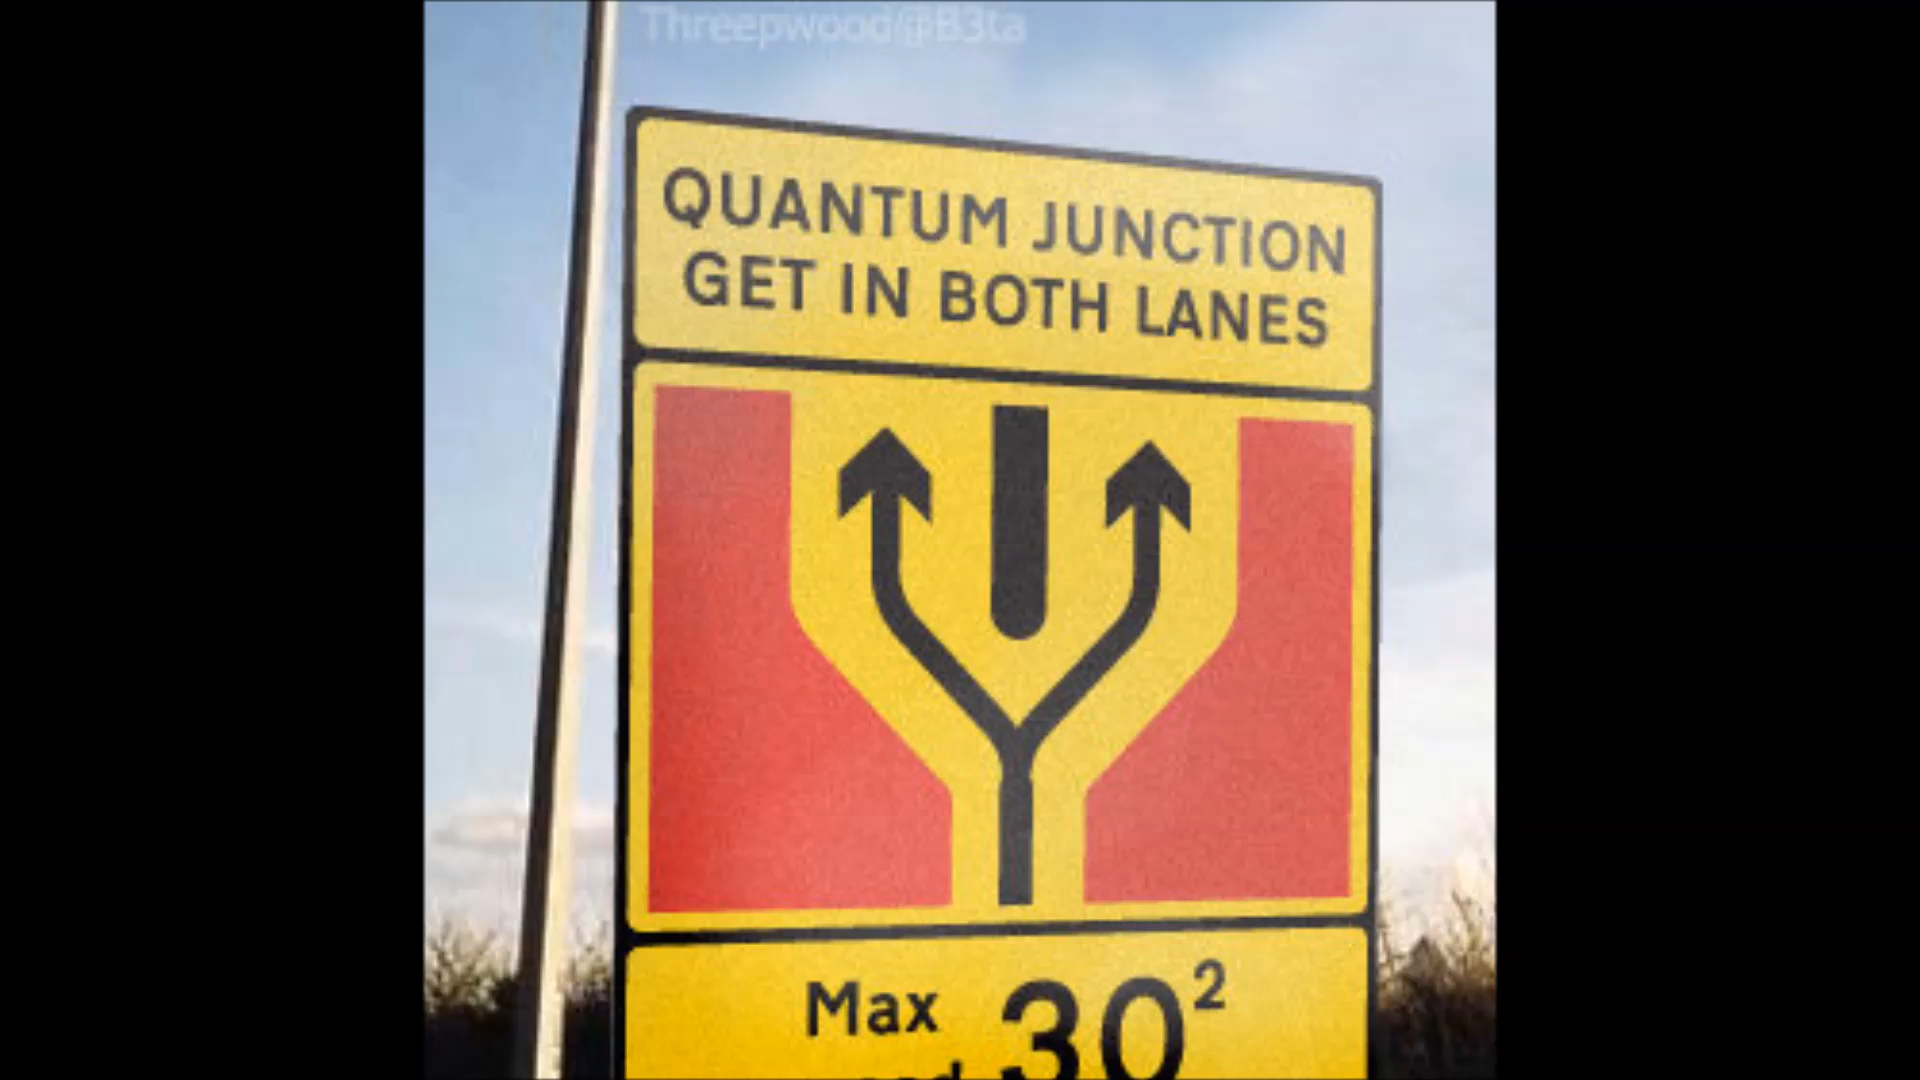 Threepwood@B3ta
QUANTUM JUNCTION
GET IN BOTH LANES
Max 30²